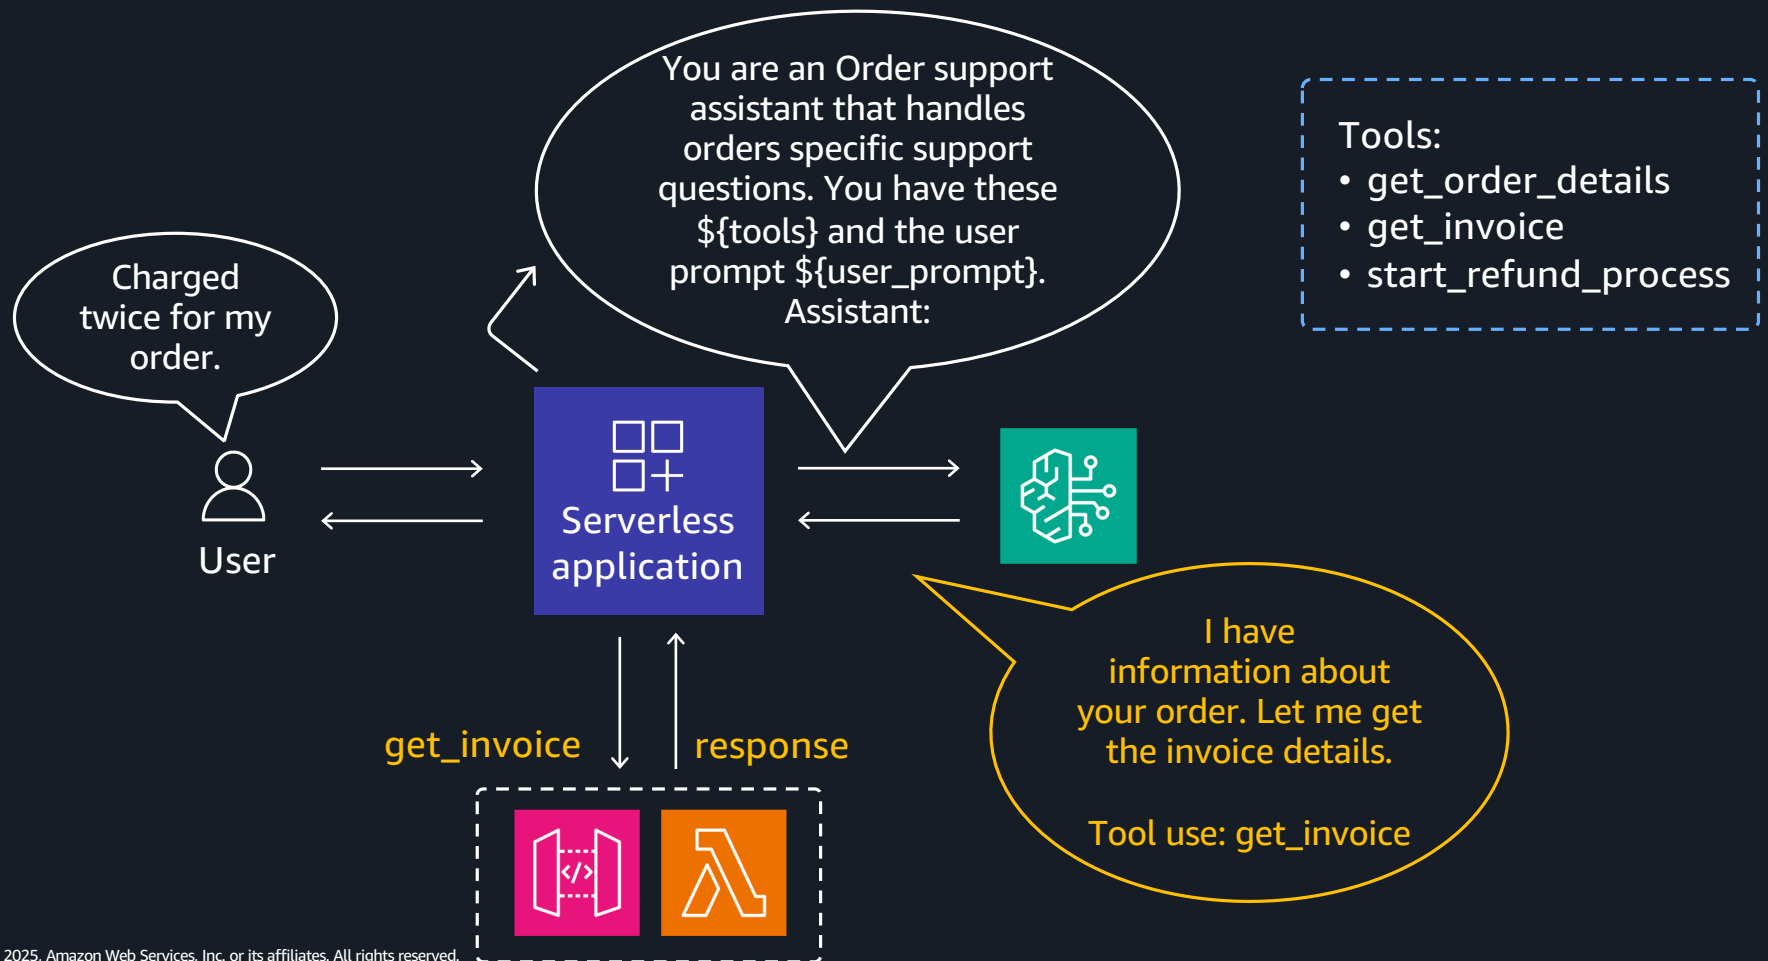 You are an Order support
assistant that handles
orders specific support
questions. You have these
${tools} and the user
prompt ${user_prompt}.
Assistant:
Tools:
• get_order_details
• get_invoice
• start_refund_process
Charged
twice for my
order.
User
Serverless
application
</>
I have
information about
your order. Let me get
the invoice details.
Tool use: get_invoice
get_invoice
response
2025, Amazon Web Services, Inc. or its affiliates. All rights reserved.